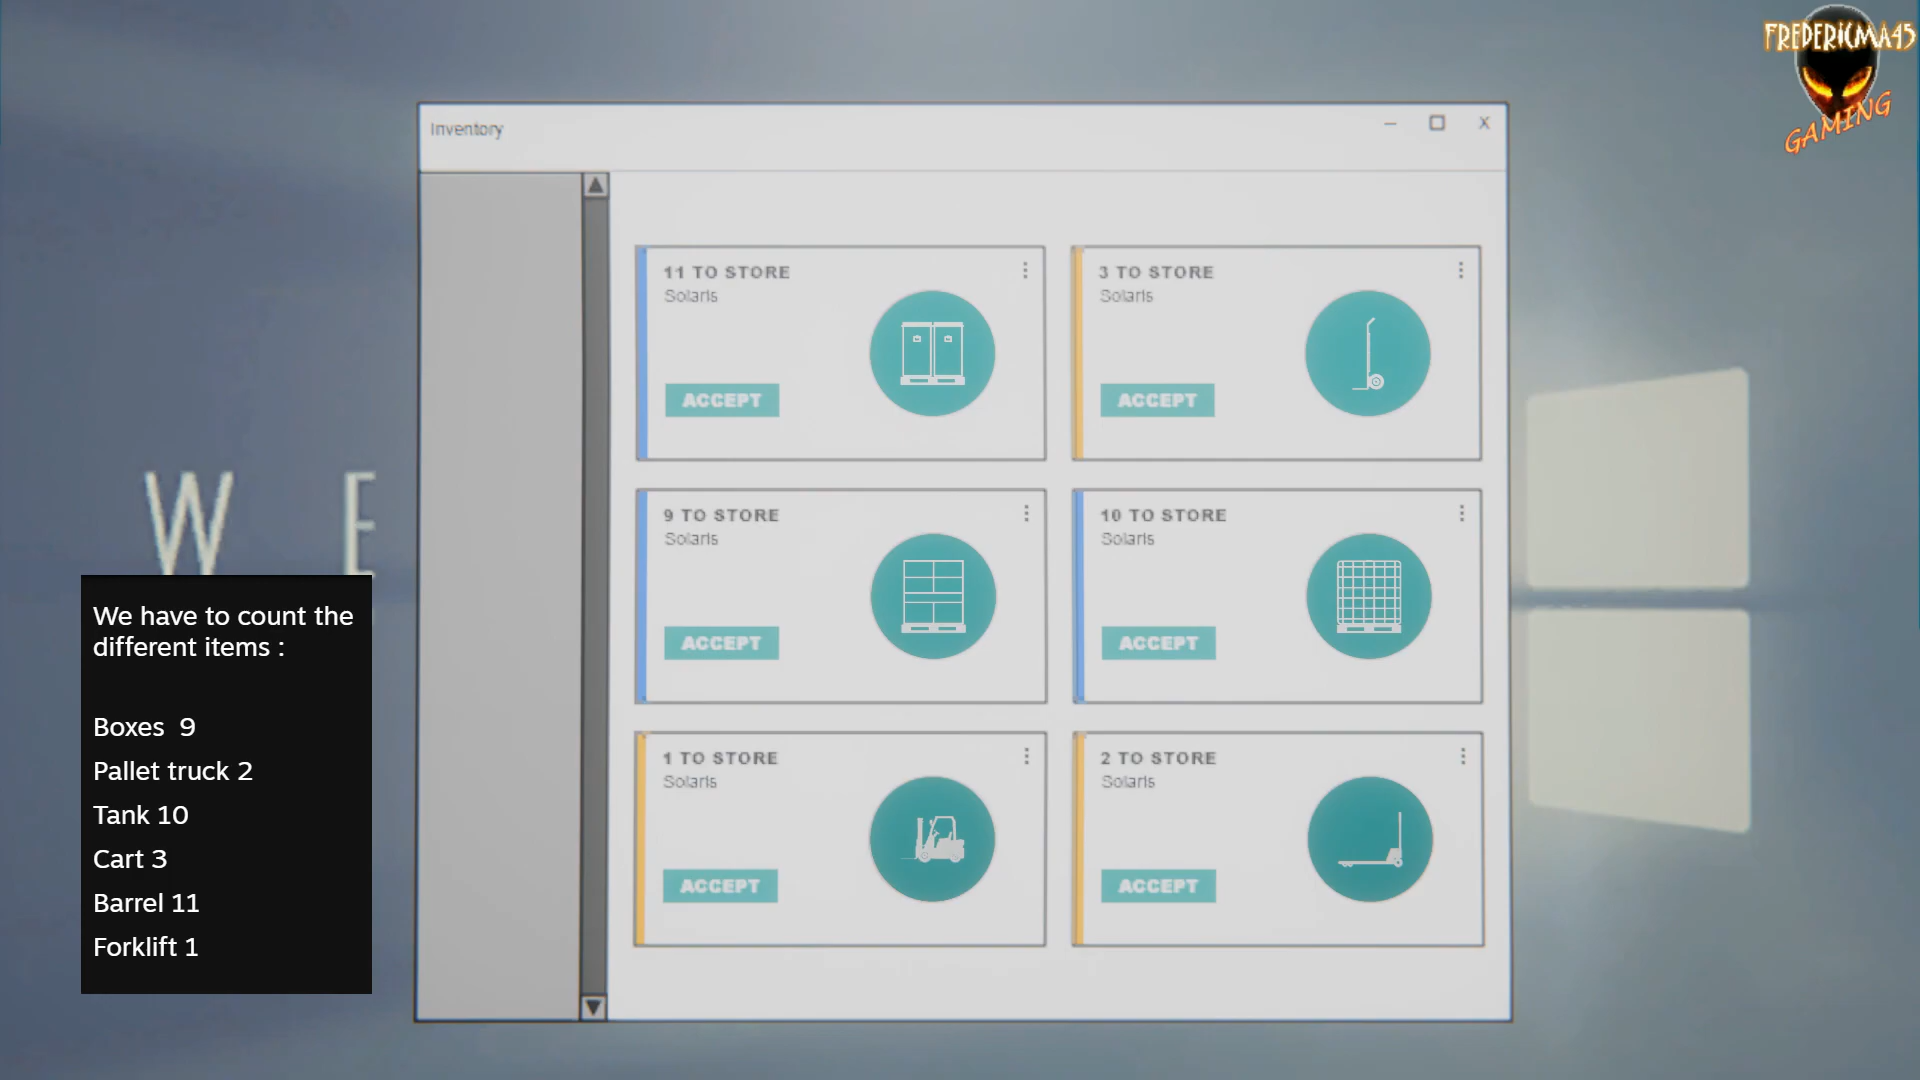 FREDERICMA45
GAMING
Inventory
X
11 TO STORE
Solaris
ACCEPT
3 TO STORE
Solaris
ACCEPT
9 TO STORE
Solaris
ACCEPT
10 TO STORE
Solaris
ACCEPT
1 TO STORE
Solaris
ACCEPT
2 TO STORE
Solaris
ACCEPT
W E
We have to count the
different items :
Boxes 9
Pallet truck 2
Tank 10
Cart 3
Barrel 11
Forklift 1